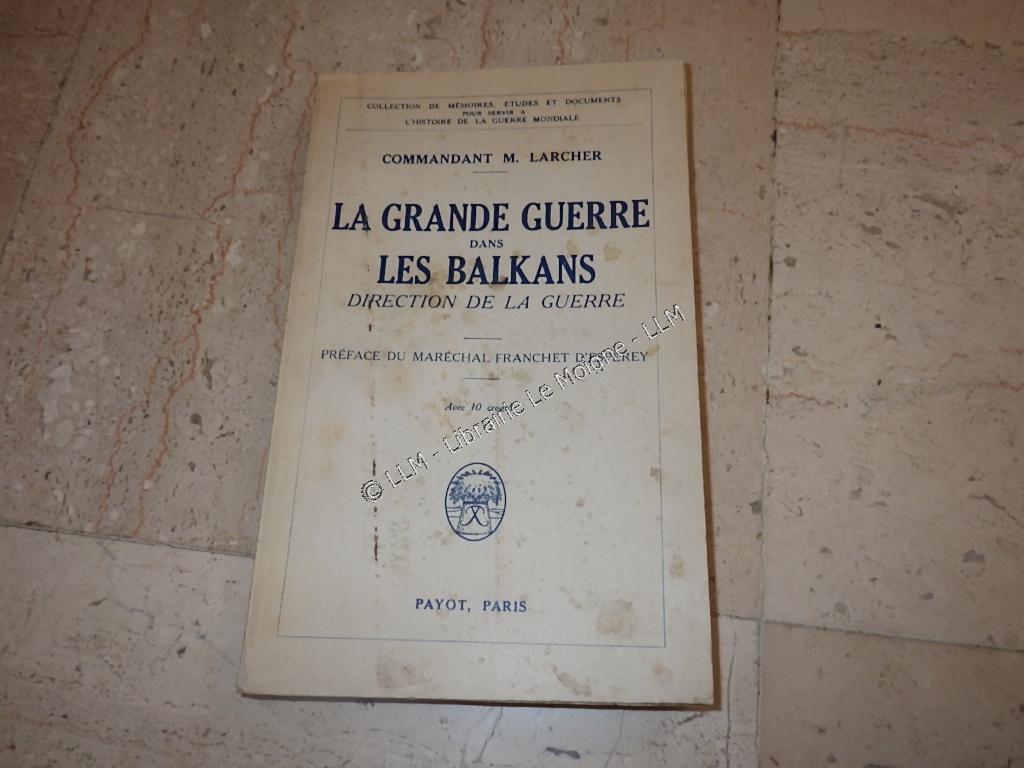 COLLECTION DE MÉMOIRES, ÉTUDES ET DOCUMENTS
POUR SERVIR A
L'HISTOIRE DE LA GUERRE MONDIALE
COMMANDANT M. LARCHER
LA GRANDE GUERRE
DANS
LES BALKANS
DIRECTION DE LA GUERRE
PRÉFACE DU MARÉCHAL FRANCHET D'ESPEREY
Avec 10 croquis
PAYOT, PARIS
© LLM - Librairie Le Moigne - LLM